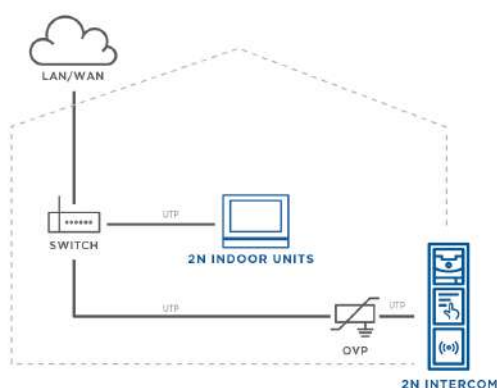 LAN/WAN
UTP
SWITCH
2N INDOOR UNITS
UTP
UTP
OVP
2N INTERCOM